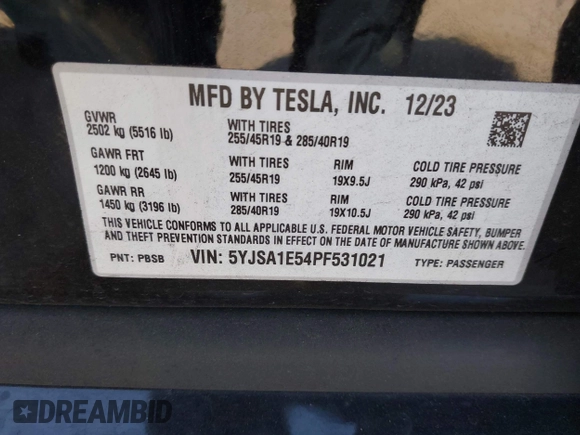 MFD BY TESLA, INC. 12/23
GVWR
2502 kg (5516 lb) WITH TIRES
255/45R19 & 285/40R19
GAWR FRT WITH TIRES RIM COLD TIRE PRESSURE
1200 kg (2645 lb) 255/45R19 19X9.5J 290 kPa, 42 psi
GAWR RR WITH TIRES RIM COLD TIRE PRESSURE
1450 kg (3196 lb) 285/40R19 19X10.5J 290 kPa, 42 psi
THIS VEHICLE CONFORMS TO ALL APPLICABLE U.S. FEDERAL MOTOR VEHICLE SAFETY, BUMPER
AND THEFT PREVENTION STANDARDS IN EFFECT ON THE DATE OF MANUFACTURE SHOWN ABOVE.
PNT: PBSB VIN: 5YJSA1E54PF531021 TYPE: PASSENGER
DREAMBID